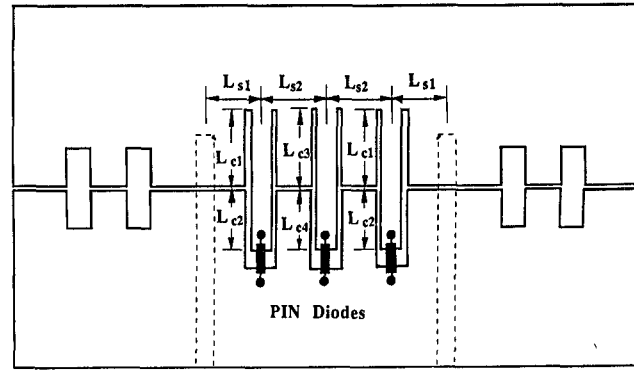 L s1 L s2 L s2 L s1
L c1 L c3 L c1
L c2 L c4 L c2
PIN Diodes